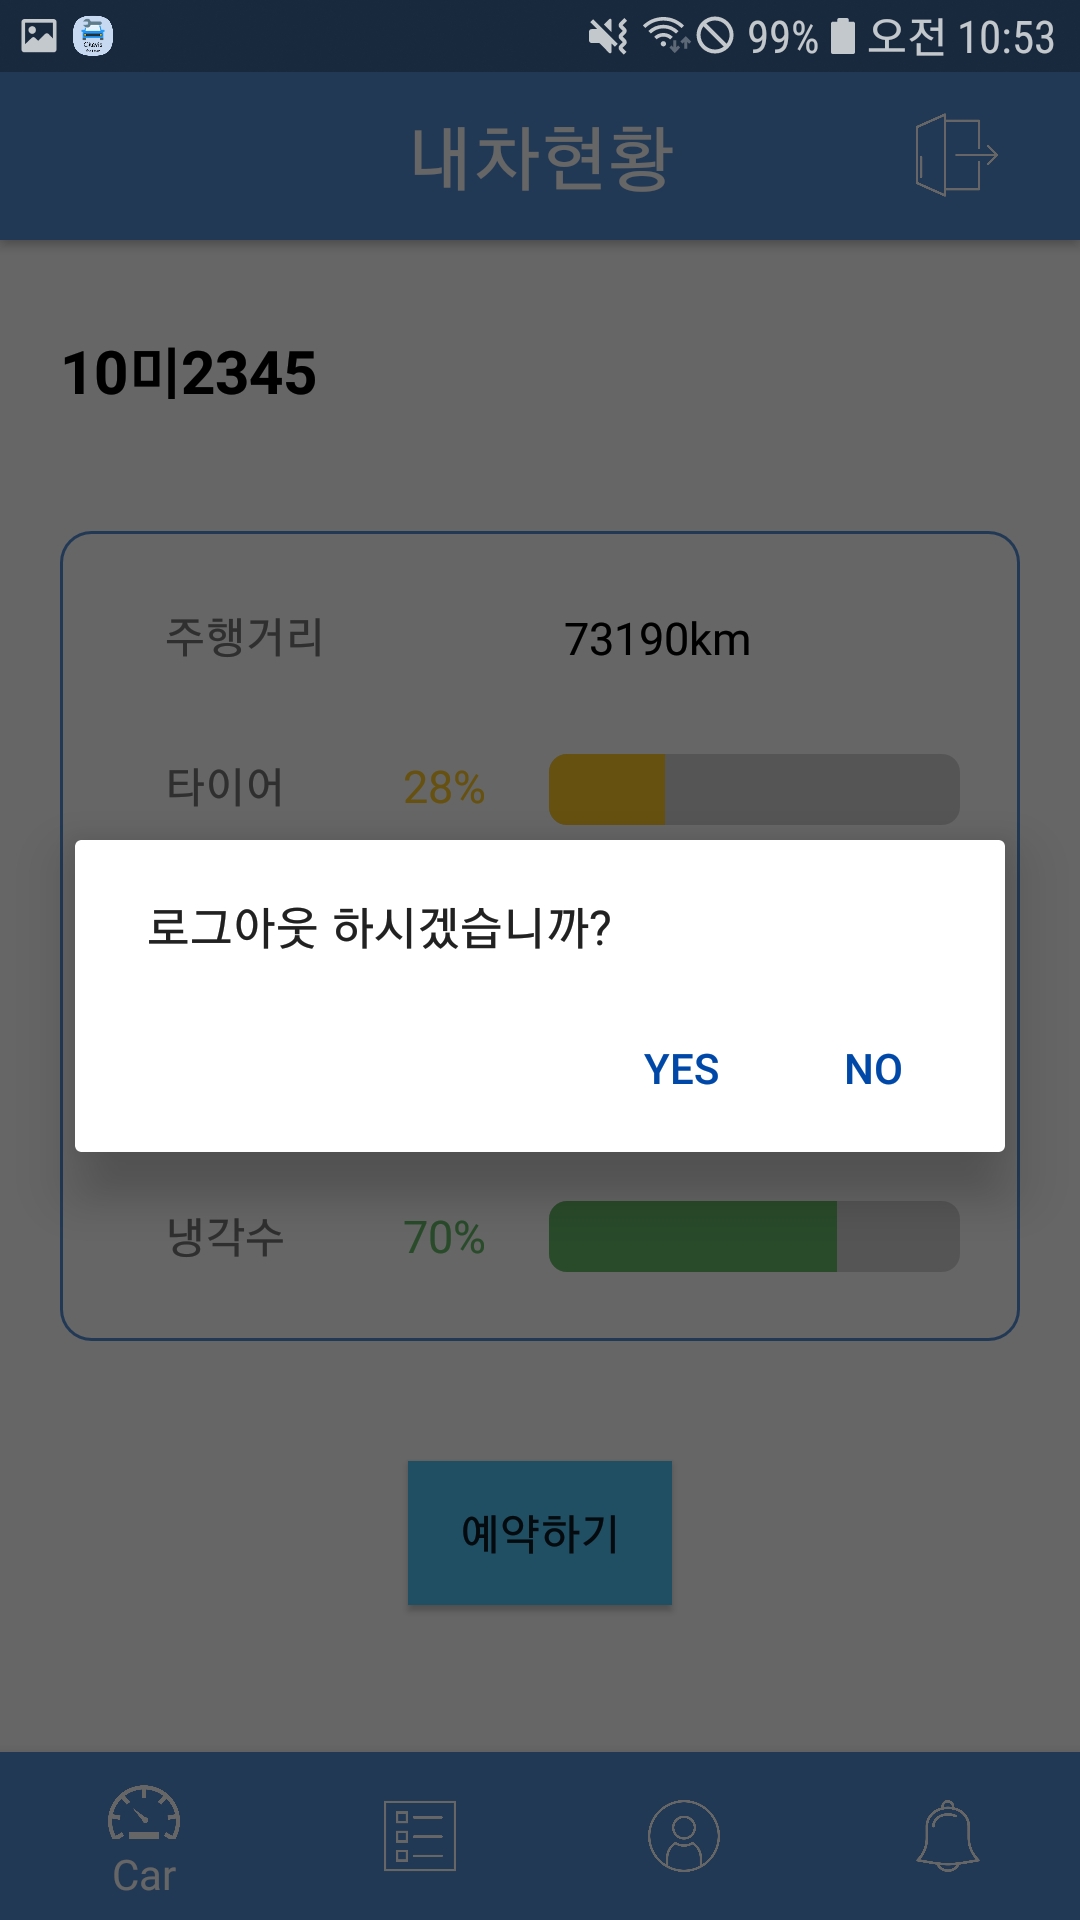 99% 오전 10:53
내차현황
10미2345
주행거리 73190km
타이어 28%
로그아웃 하시겠습니까?
YES NO
냉각수 70%
예약하기
Car